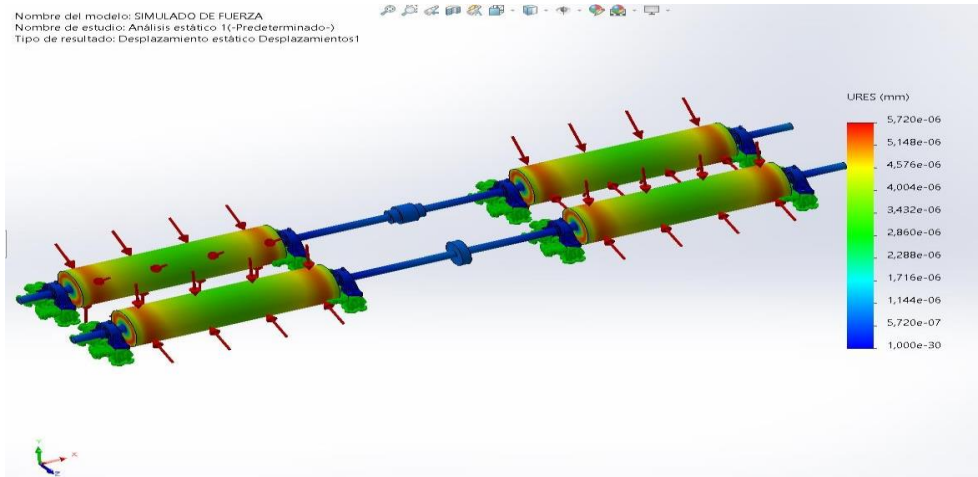 Nombre del modelo: SIMULADO DE FUERZA
Nombre de estudio: Análisis estático 1(-Predeterminado-)
Tipo de resultado: Desplazamiento estático Desplazamientos1
URES (mm)
5,720e-06
5,148e-06
4,576e-06
4,004e-06
3,432e-06
2,860e-06
2,288e-06
1,716e-06
1,144e-06
5,720e-07
1,000e-30
Y
X
Z